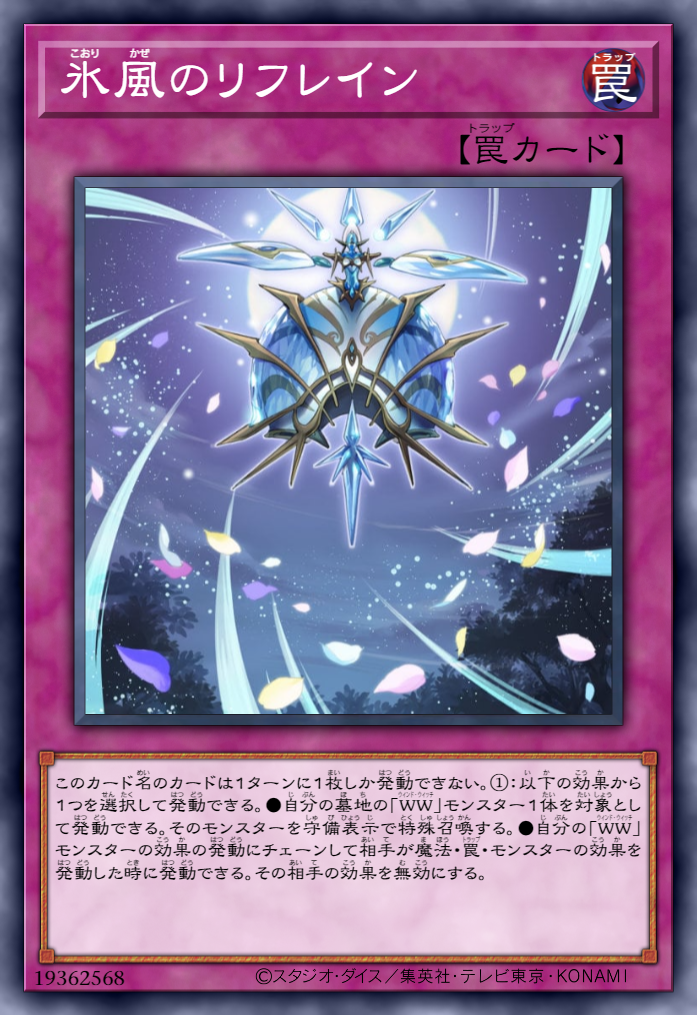 氷風のリフレイン
罠
【罠カード】
このカード名のカードは1ターンに1枚しか発動できない。①:以下の効果から
1つを選択して発動できる。●自分の墓地の「WW」モンスター1体を対象とし
て発動できる。そのモンスターを守備表示で特殊召喚する。●自分の「WW」
モンスターの効果の発動にチェーンして相手が魔法・罠・モンスターの効果を
発動した時に発動できる。その相手の効果を無効にする。
19362568 ©スタジオ・ダイス/集英社・テレビ東京・KONAMI